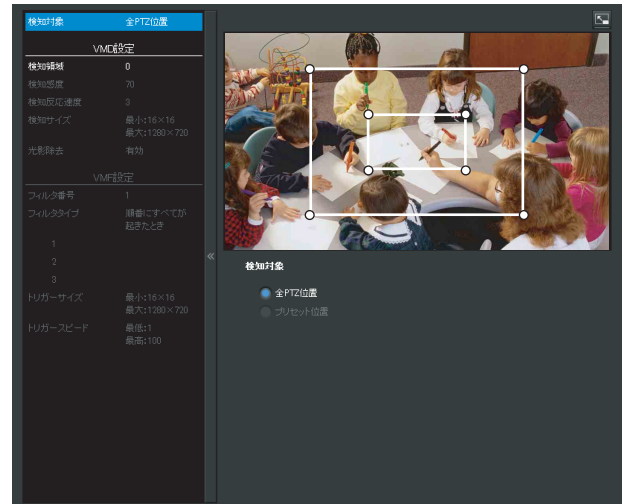 検知対象 全PTZ位置
VMD設定
検知領域 0
検知感度 70
検知反応速度 3
検知サイズ 最小:16×16
最大:1280×720
光影除去 有効
VMF設定
フィルタ番号 1
フィルタタイプ 順番にすべてが
起きたとき
1
2
3
トリガーサイズ 最小:16×16
最大:1280×720
トリガースピード 最低:1
最高:100
«
検知対象
全PTZ位置
プリセット位置